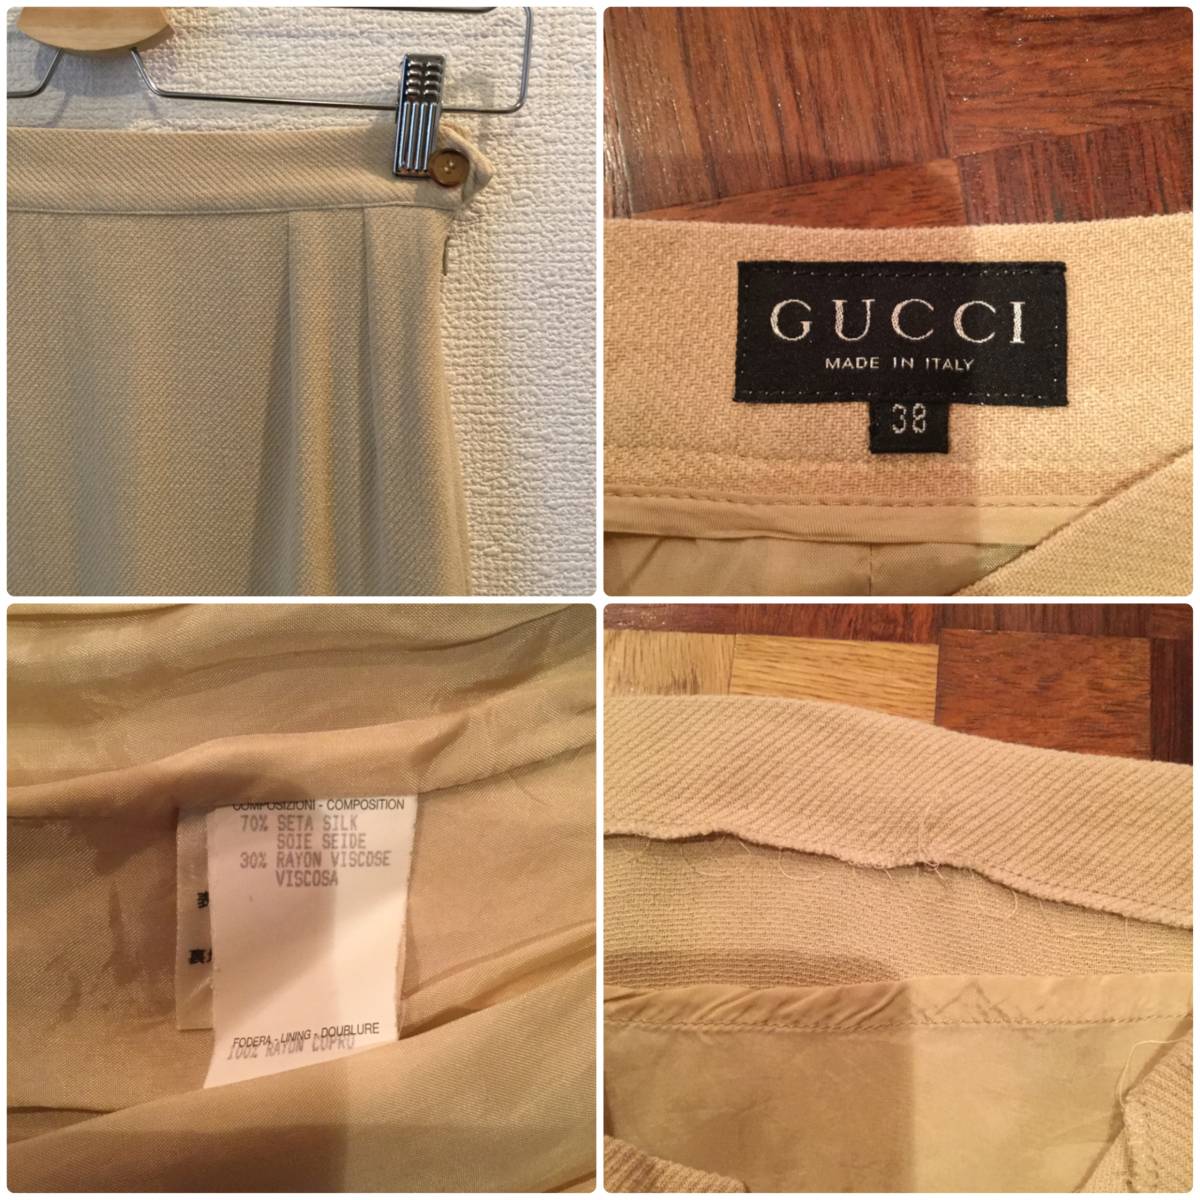 GUCCI
MADE IN ITALY
38
COMPOSIZIONI - COMPOSITION
70% SETA SILK
SOIE SEIDE
30% RAYON VISCOSE
VISCOSA
裏
FODERA - LINING - DOUBLURE
100% RAYON CUPRO